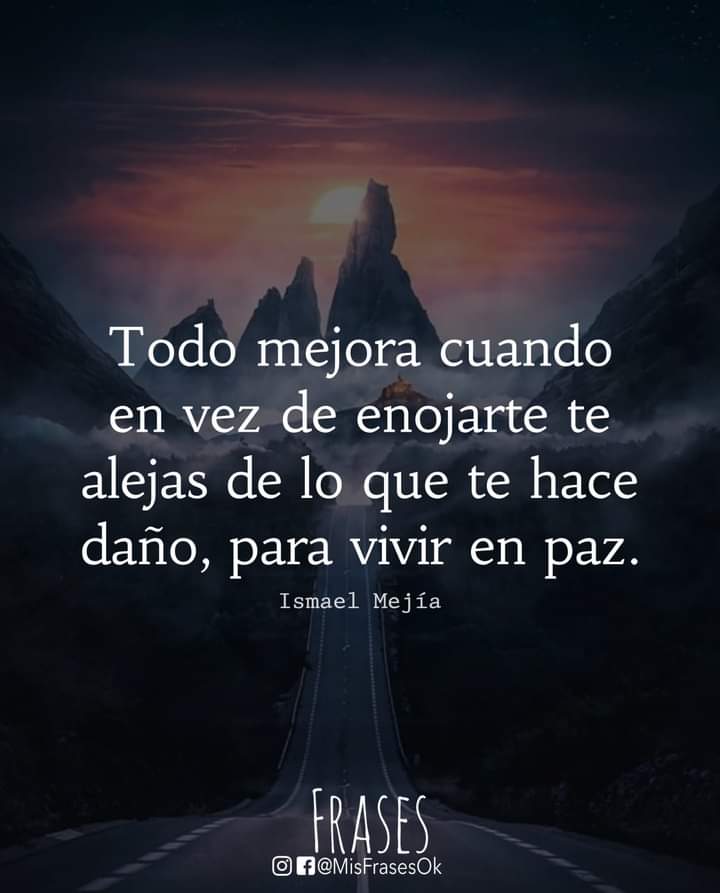 Todo mejora cuando
en vez de enojarte te
alejas de lo que te hace
daño, para vivir en paz.
Ismael Mejía
FRASES
@MisFrasesOk